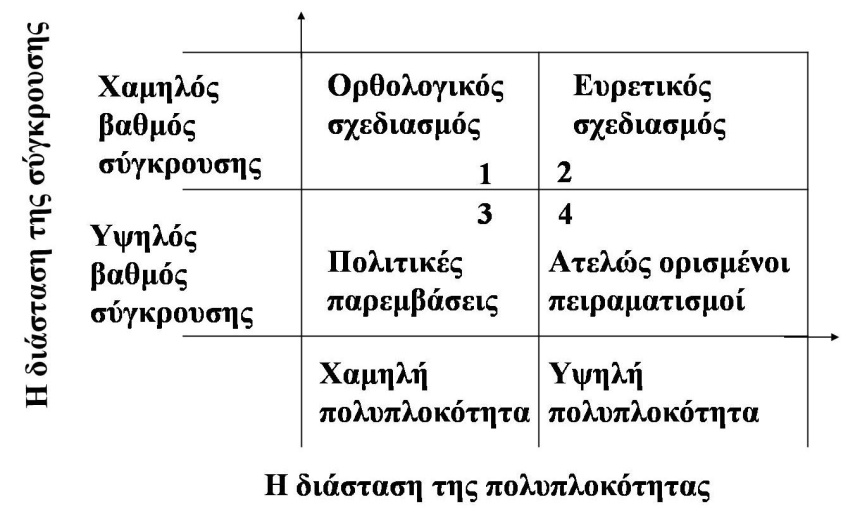 Η διάσταση της σύγκρουσης
Χαμηλός
βαθμός
σύγκρουσης
Ορθολογικός
σχεδιασμός
1
Ευρετικός
σχεδιασμός
2
Υψηλός
βαθμός
σύγκρουσης
3
Πολιτικές
παρεμβάσεις
4
Ατελώς ορισμένοι
πειραματισμοί
Χαμηλή
πολυπλοκότητα
Υψηλή
πολυπλοκότητα
Η διάσταση της πολυπλοκότητας